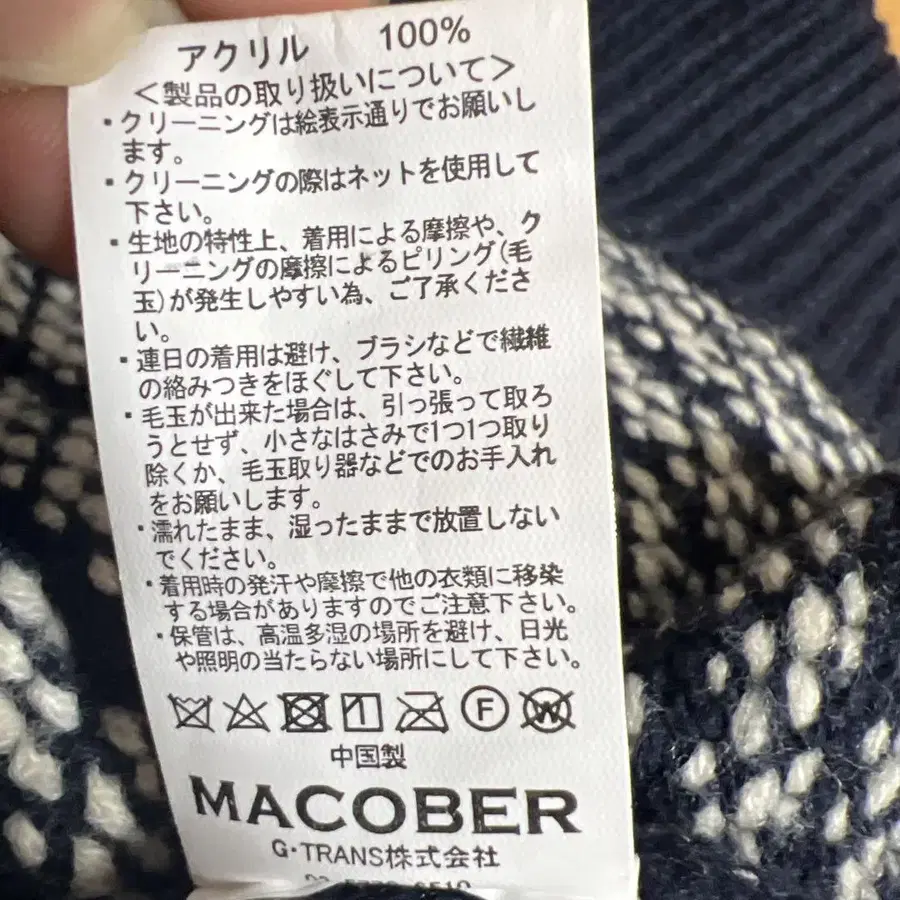 アクリル 100%
<製品の取り扱いについて>
・クリーニングは絵表示通りでお願いし
ます。
・クリーニングの際はネットを使用して
下さい。
・生地の特性上、着用による摩擦や、ク
リーニングの摩擦によるピリング(毛
玉)が発生しやすい為、ご了承くださ
い。
・連日の着用は避け、ブラシなどで繊維
の絡みつきをほぐして下さい。
・毛玉が出来た場合は、引っ張って取ろ
うとせず、小さなはさみで1つ1つ取り
除くか、毛玉取り器などでのお手入れ
をお願いします。
・濡れたまま、湿ったままで放置しない
でください。
・着用時の発汗や摩擦で他の衣類に移染
する場合がありますのでご注意下さい。
・保管は、高温多湿の場所を避け、日光
や照明の当たらない場所にして下さい。
F W
中国製
MACOBER
G・TRANS株式会社